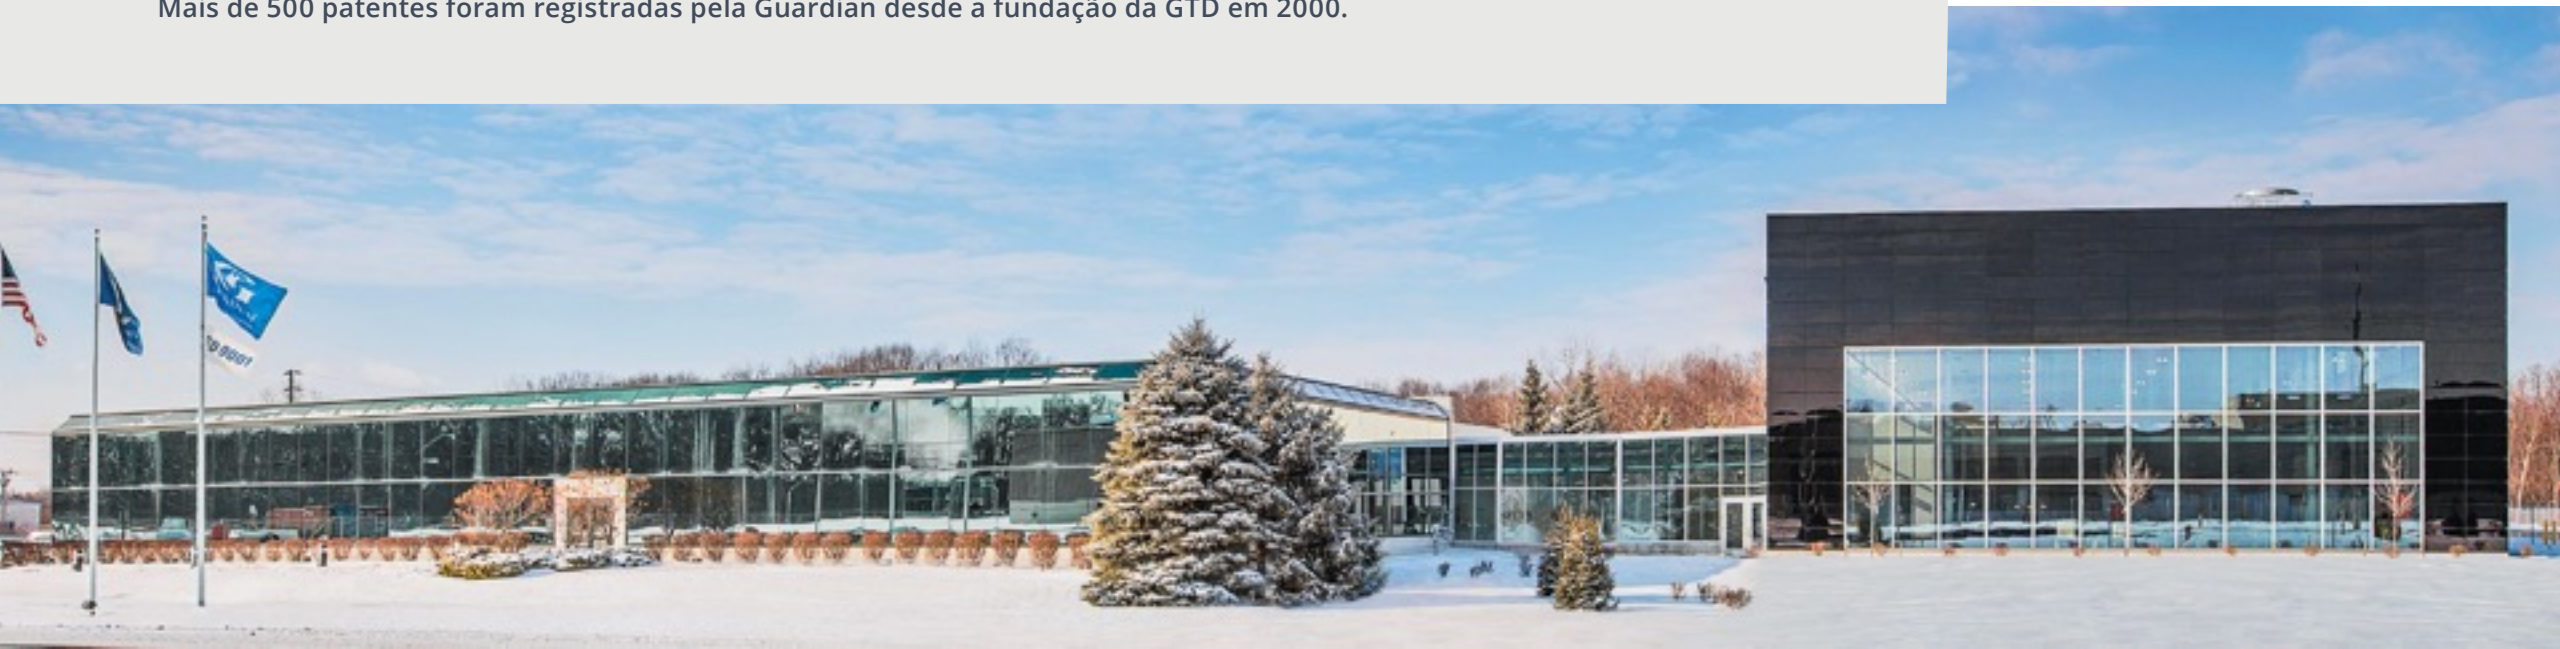 Mais de 500 patentes foram registradas pela Guardian desde a fundação da GTD em 2000.